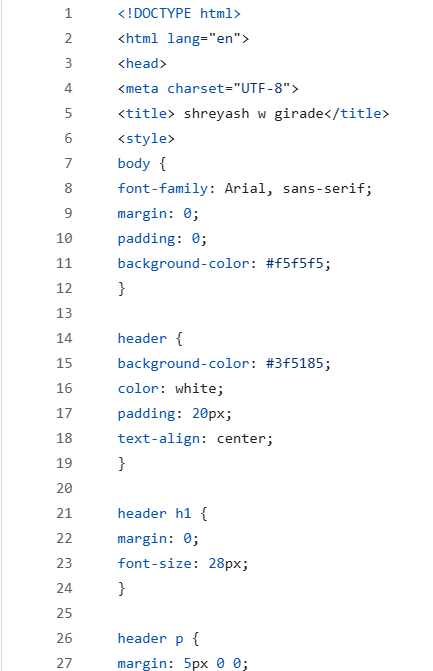 1 <!DOCTYPE html>
2 <html lang="en">
3 <head>
4 <meta charset="UTF-8">
5 <title> shreyash w girade</title>
6 <style>
7 body {
8 font-family: Arial, sans-serif;
9 margin: 0;
10 padding: 0;
11 background-color: #f5f5f5;
12 }
13
14 header {
15 background-color: #3f5185;
16 color: white;
17 padding: 20px;
18 text-align: center;
19 }
20
21 header h1 {
22 margin: 0;
23 font-size: 28px;
24 }
25
26 header p {
27 margin: 5px 0 0;